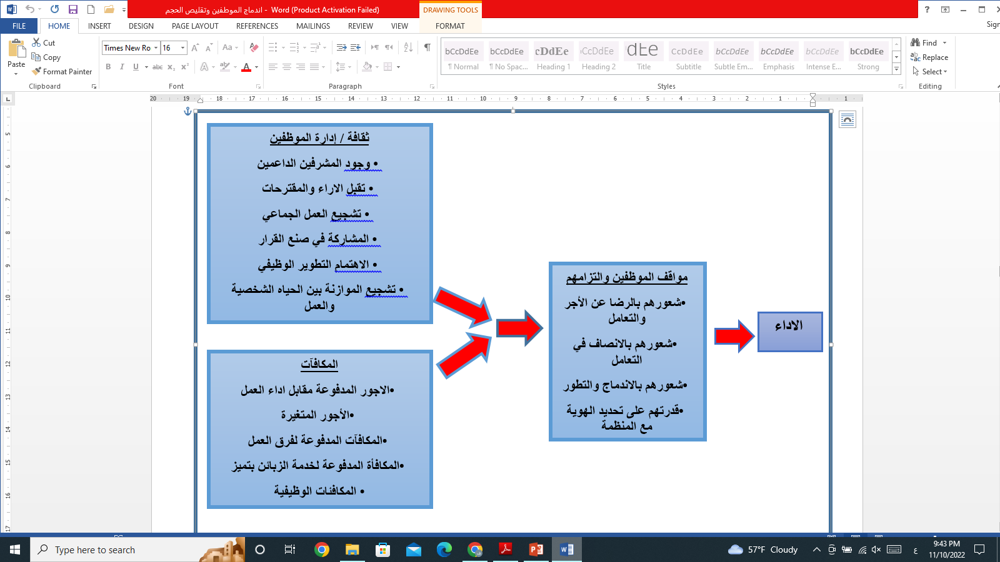 اندماج الموظفين وتقليص الحجم - Word (Product Activation Failed)
DRAWING TOOLS
?
FILE HOME INSERT DESIGN PAGE LAYOUT REFERENCES MAILINGS REVIEW VIEW FORMAT
Sign
Paste
Cut
Copy
Format Painter
Clipboard
Times New Ro 16
B I U abc x₂ x²
Font
Paragraph
bCcDdEe bCcDdEe cDdEe cCcDdEe dEe CcDdEe bCcDdEe bCcDdEe bCcDdEe bCcDdEe
¶ Normal ¶ No Spac... Heading 1 Heading 2 Title Subtitle Subtle Em... Emphasis Intense E... Strong
Styles
Find
Replace
Select
Editing
20 19 18 17 16 15 14 13 12 11 10 9 8 7 6 5 4 3 2 1 1
5
6
7
8
9
10
11
12
13
14
15
16
17
ثقافة / إدارة الموظفين
• وجود المشرفين الداعمين
• تقبل الاراء والمقترحات
• تشجيع العمل الجماعي
• المشاركة في صنع القرار
• الاهتمام التطوير الوظيفي
• تشجيع الموازنة بين الحياه الشخصية
والعمل
المكافآت
•الاجور المدفوعة مقابل اداء العمل
•الأجور المتغيرة
•المكافآت المدفوعة لفرق العمل
•المكافأة المدفوعة لخدمة الزبائن بتميز
• المكافئات الوظيفية
مواقف الموظفين والتزامهم
•شعورهم بالرضا عن الأجر
والتعامل
•شعورهم بالانصاف في
التعامل
•شعورهم بالاندماج والتطور
•قدرتهم على تحديد الهوية
مع المنظمة
الاداء
Type here to search
57°F Cloudy
ع
9:43 PM
11/10/2022